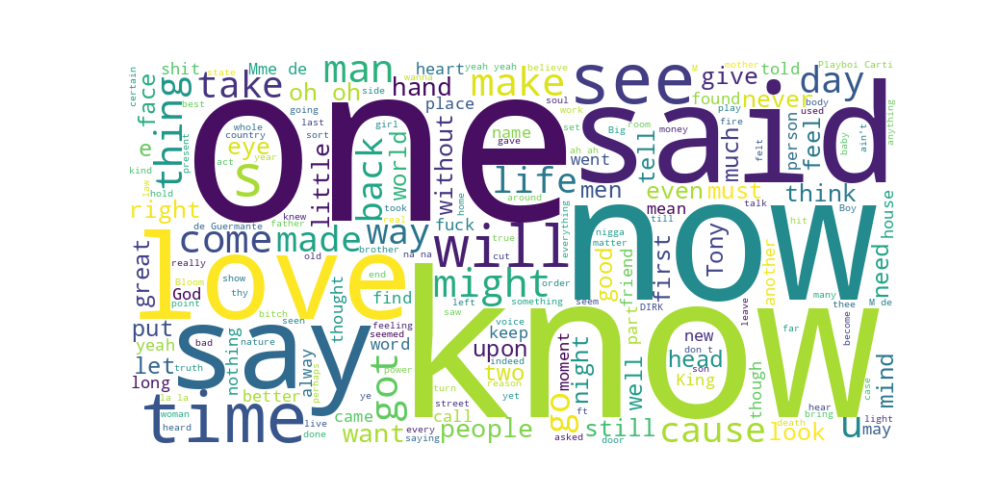 certain
shit
state
Mme de
oh oh
man
heart
yeah yeah
believe
see
M
mother
told
Playboi Carti
face
thing
take
best
going
side
hand
wanna
make
soul
give
found
never
day
e
one
said
whole
country
last
girl
place
name
gave
work
set
Big
room
play
money
fire
used
body
anything
kind
present
eye
act
year
sort
little
back
world
without
ah ah
went
tell
much
felt
person
feel
baby
ain't
law
hold
s
knew
took
home
life
around
men
even
must
talk
think
right
de Guermante
father
real
way
fuck
true
everything
till
mean
hit
Boy
house
come
made
brother
na na
will
cut
nigga
matter
first
Tony
now
need
great
love
old
end
might
order
good
friend
another
many
thee
M de
really
God
Bloom
point
show
thy
thought
find
left
something
seem
DIRK
leave
become
put
bitch
seen
feeling
seemed
saw
voice
part
new
far
yeah
bad
nature
say
word
keep
upon
moment
night
don t
head
mind
let
truth
nothing
alway
perhaps
got
power
know
indeed
two
reason
well
son
King
though
case
long
la la
better
ye
turn
street
yet
go
hear
bring
light
time
woman
heard
live
done
came
want
every
saying
call
people
ft
asked
still
door
cause
death
look
u
may